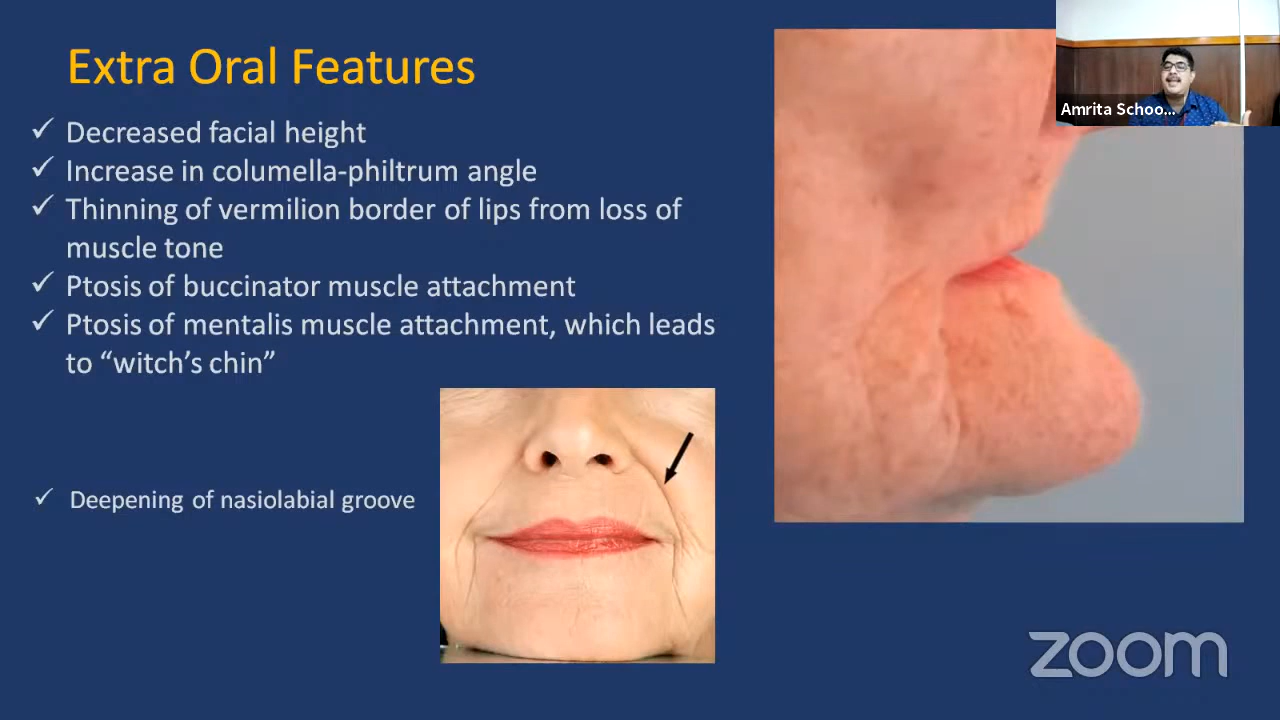 Extra Oral Features
✓ Decreased facial height
✓ Increase in columella-philtrum angle
✓ Thinning of vermilion border of lips from loss of
muscle tone
✓ Ptosis of buccinator muscle attachment
✓ Ptosis of mentalis muscle attachment, which leads
to “witch’s chin”
✓ Deepening of nasiolabial groove
Amrita Schoo...
zoom